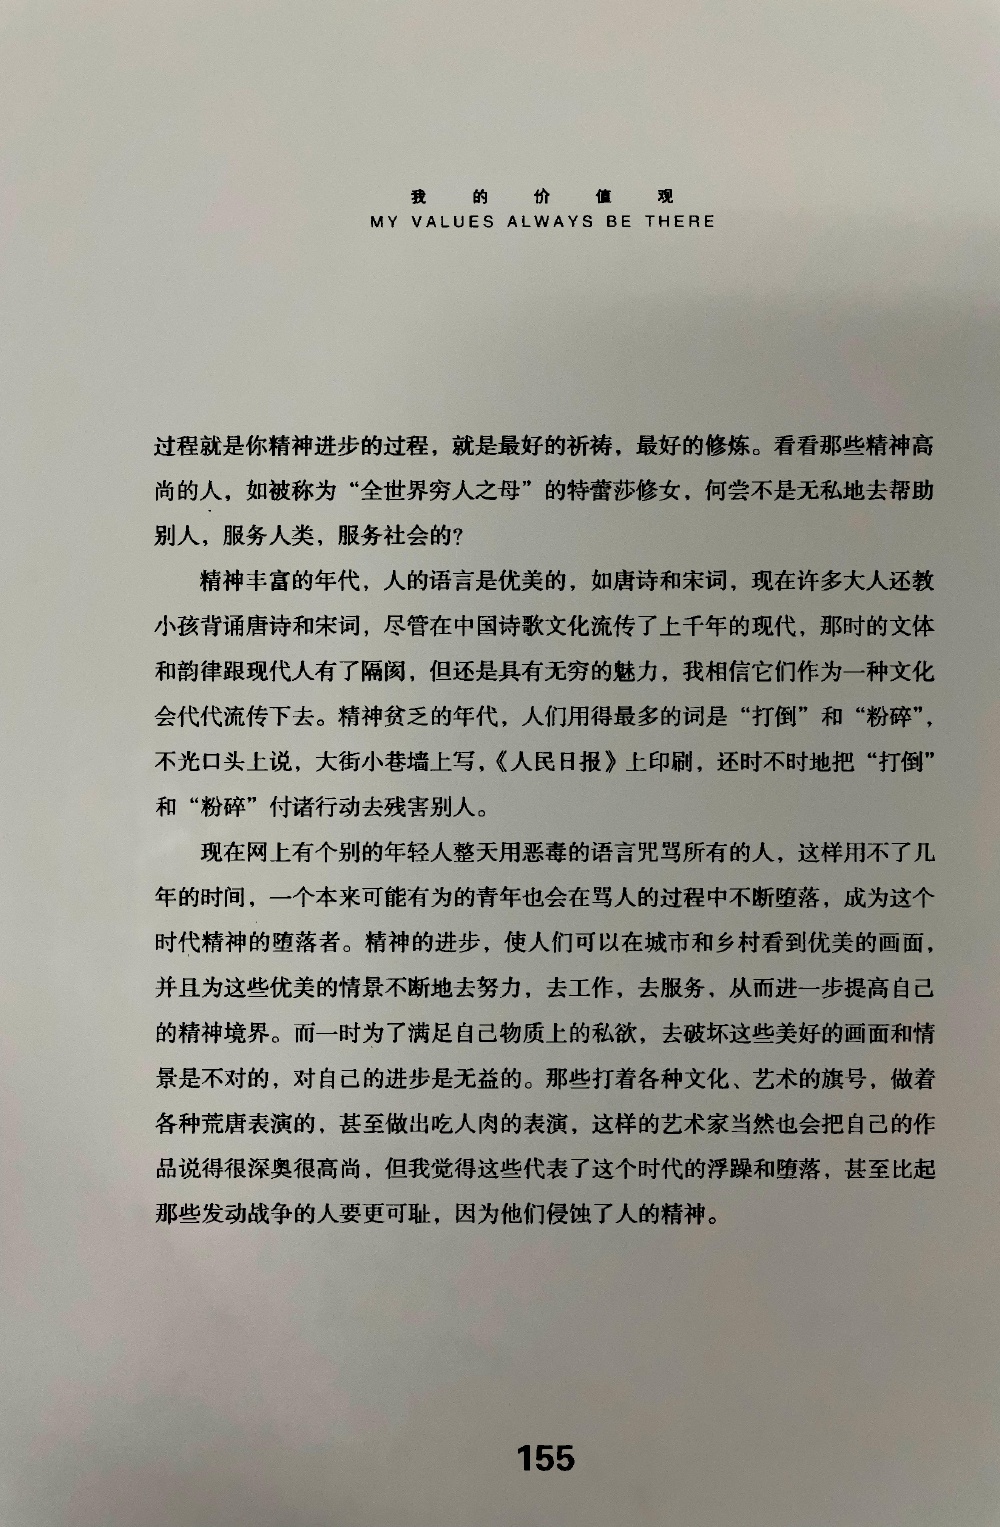 我的价值观
MY VALUES ALWAYS BE THERE
过程就是你精神进步的过程，就是最好的祈祷，最好的修炼。看看那些精神高
尚的人，如被称为“全世界穷人之母”的特蕾莎修女，何尝不是无私地去帮助
别人，服务人类，服务社会的？
精神丰富的年代，人的语言是优美的，如唐诗和宋词，现在许多大人还教
小孩背诵唐诗和宋词，尽管在中国诗歌文化流传了上千年的现代，那时的文体
和韵律跟现代人有了隔阂，但还是具有无穷的魅力，我相信它们作为一种文化
会代代流传下去。精神贫乏的年代，人们用得最多的词是“打倒”和“粉碎”，
不光口头上说，大街小巷墙上写，《人民日报》上印刷，还时不时地把“打倒”
和“粉碎”付诸行动去残害别人。
现在网上有个别的年轻人整天用恶毒的语言咒骂所有的人，这样用不了几
年的时间，一个本来可能有为的青年也会在骂人的过程中不断堕落，成为这个
时代精神的堕落者。精神的进步，使人们可以在城市和乡村看到优美的画面，
并且为这些优美的情景不断地去努力，去工作，去服务，从而进一步提高自己
的精神境界。而一时为了满足自己物质上的私欲，去破坏这些美好的画面和情
景是不对的，对自己的进步是无益的。那些打着各种文化、艺术的旗号，做着
各种荒唐表演的，甚至做出吃人肉的表演，这样的艺术家当然也会把自己的作
品说得很深奥很高尚，但我觉得这些代表了这个时代的浮躁和堕落，甚至比起
那些发动战争的人要更可耻，因为他们侵蚀了人的精神。
155